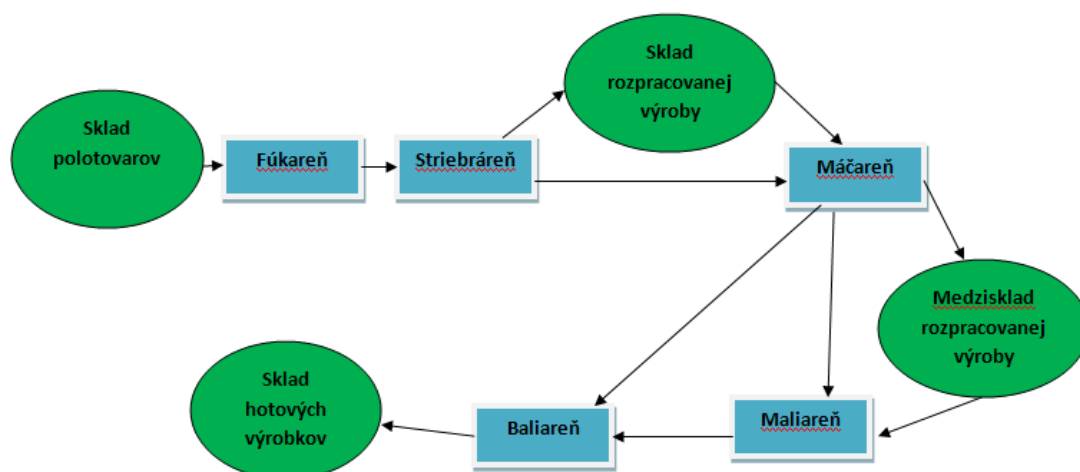 Sklad
polotovarov
Fúkareň
Striebráreň
Sklad
rozpracovanej
výroby
Máčareň
Medzisklad
rozpracovanej
výroby
Maliareň
Baliareň
Sklad
hotových
výrobkov